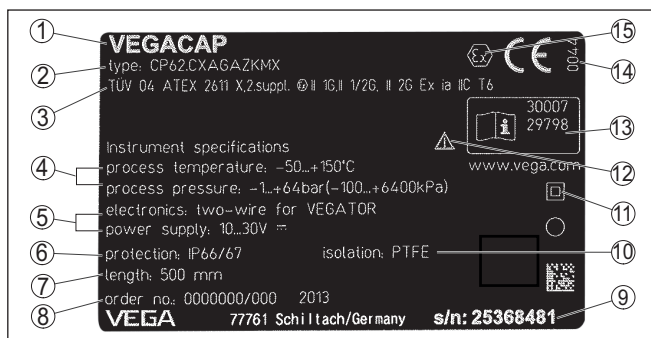 VEGACAP
type: CP62.CXAGAZKMX
TÜV 04 ATEX 2611 X,2.suppl. II 1G,II 1/2G, II 2G Ex ia IIC T6
Ex CE 0044
30007
29798
i
www.vega.com
Instrument specifications
process temperature: -50...+150°C
process pressure: -1...+64bar(-100...+6400kPa)
electronics: two-wire for VEGATOR
power supply: 10...30V
protection: IP66/67 isolation: PTFE
length: 500 mm
order no.: 0000000/000 2013
VEGA 77761 Schiltach/Germany s/n: 25368481
1
2
3
4
5
6
7
8
9
10
11
12
13
14
15